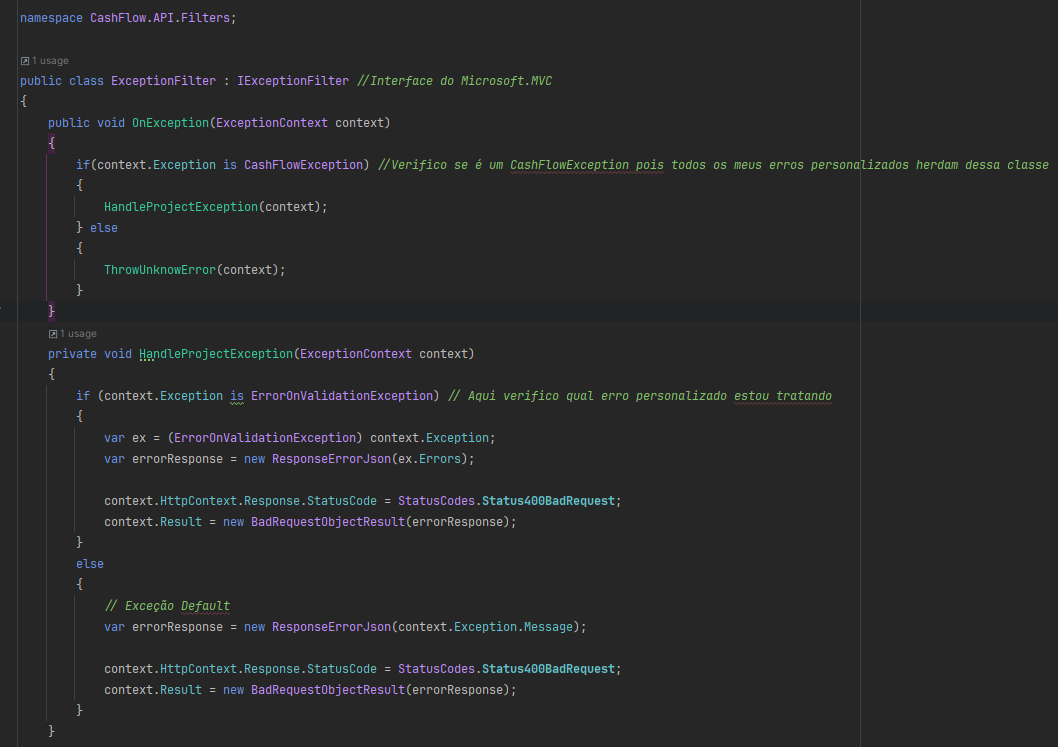 namespace CashFlow.API.Filters;
1 usage
public class ExceptionFilter : IExceptionFilter //Interface do Microsoft.MVC
{
public void OnException(ExceptionContext context)
{
if(context.Exception is CashFlowException) //Verifico se é um CashFlowException pois todos os meus erros personalizados herdam dessa classe
{
HandleProjectException(context);
} else
{
ThrowUnknowError(context);
}
}
1 usage
private void HandleProjectException(ExceptionContext context)
{
if (context.Exception is ErrorOnValidationException) // Aqui verifico qual erro personalizado estou tratando
{
var ex = (ErrorOnValidationException) context.Exception;
var errorResponse = new ResponseErrorJson(ex.Errors);
context.HttpContext.Response.StatusCode = StatusCodes.Status400BadRequest;
context.Result = new BadRequestObjectResult(errorResponse);
}
else
{
// Exceção Default
var errorResponse = new ResponseErrorJson(context.Exception.Message);
context.HttpContext.Response.StatusCode = StatusCodes.Status400BadRequest;
context.Result = new BadRequestObjectResult(errorResponse);
}
}